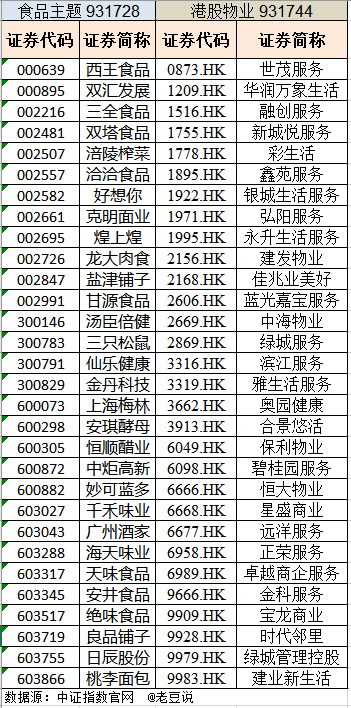 食品主题 931728 港股物业 931744
证券代码 证券简称 证券代码 证券简称
000639 西王食品 0873.HK 世茂服务
000895 双汇发展 1209.HK 华润万象生活
002216 三全食品 1516.HK 融创服务
002481 双塔食品 1755.HK 新城悦服务
002507 涪陵榨菜 1778.HK 彩生活
002557 洽洽食品 1895.HK 鑫苑服务
002582 好想你 1922.HK 银城生活服务
002661 克明面业 1971.HK 弘阳服务
002695 煌上煌 1995.HK 永升生活服务
002726 龙大肉食 2156.HK 建发物业
002847 盐津铺子 2168.HK 佳兆业美好
002991 甘源食品 2606.HK 蓝光嘉宝服务
300146 汤臣倍健 2669.HK 中海物业
300783 三只松鼠 2869.HK 绿城服务
300791 仙乐健康 3316.HK 滨江服务
300829 金丹科技 3319.HK 雅生活服务
600073 上海梅林 3662.HK 奥园健康
600298 安琪酵母 3913.HK 合景悠活
600305 恒顺醋业 6049.HK 保利物业
600872 中炬高新 6098.HK 碧桂园服务
600882 妙可蓝多 6666.HK 恒大物业
603027 千禾味业 6668.HK 星盛商业
603043 广州酒家 6677.HK 远洋服务
603288 海天味业 6958.HK 正荣服务
603317 天味食品 6989.HK 卓越商企服务
603345 安井食品 9666.HK 金科服务
603517 绝味食品 9909.HK 宝龙商业
603719 良品铺子 9928.HK 时代邻里
603755 日辰股份 9979.HK 绿城管理控股
603866 桃李面包 9983.HK 建业新生活
数据源：中证指数官网 @老豆说